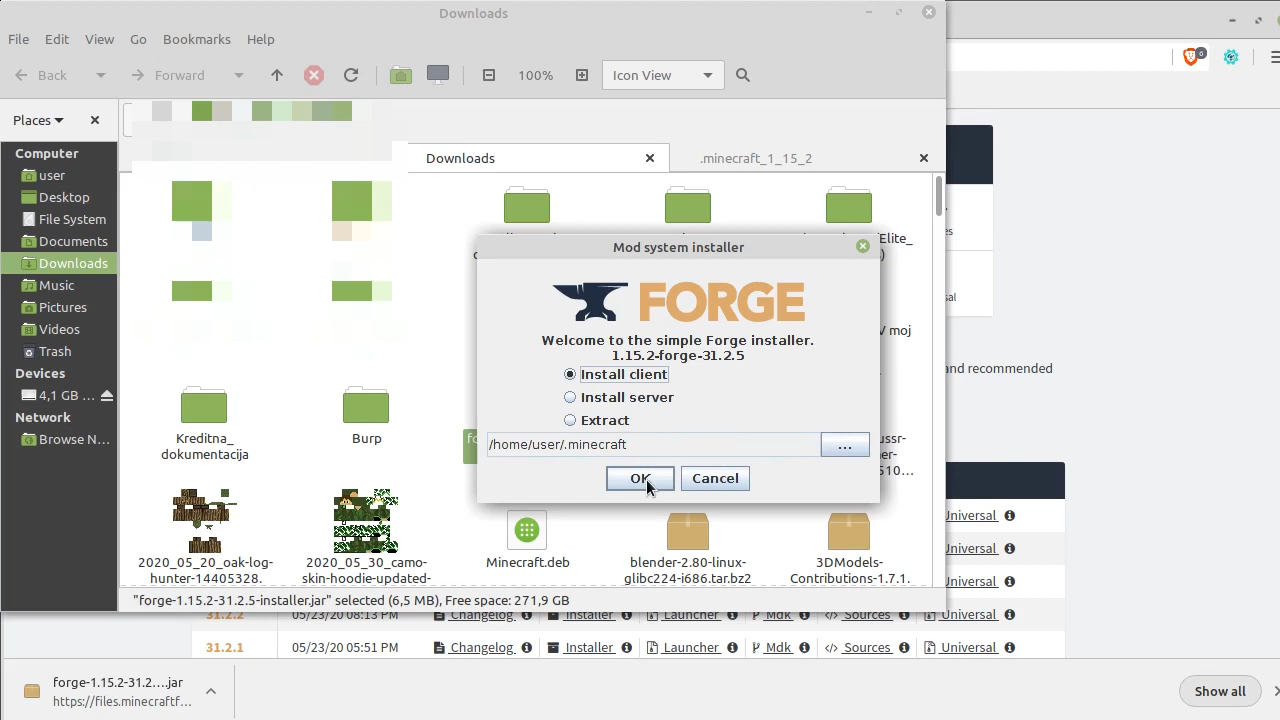 Downloads
File Edit View Go Bookmarks Help
Back Forward 100% Icon View
Places
Downloads .minecraft_1_15_2
Computer
user
Desktop
File System
Documents
Downloads
Music
Pictures
Videos
Trash
Devices
4,1 GB ...
Network
Browse N...
Elite_
V moj
Kreditna_
dokumentacija
Burp
ussr-
ner-
510...
Mod system installer
FORGE
Welcome to the simple Forge installer.
1.15.2-forge-31.2.5
Install client
Install server
Extract
/home/user/.minecraft
...
OK Cancel
2020_05_20_oak-log-
hunter-14405328.
2020_05_30_camo-
skin-hoodie-updated-
Minecraft.deb
blender-2.80-linux-
glibc224-i686.tar.bz2
3DModels-
Contributions-1.7.1.
"forge-1.15.2-31.2.5-installer.jar" selected (6,5 MB), Free space: 271,9 GB
and recommended
Universal
Universal
Universal
31.2.2 05/23/20 08:13 PM Changelog Installer Launcher Mdk Sources Universal
31.2.1 05/23/20 05:51 PM Changelog Installer Launcher Mdk Sources Universal
forge-1.15.2-31.2....jar
https://files.minecraftf...
Show all